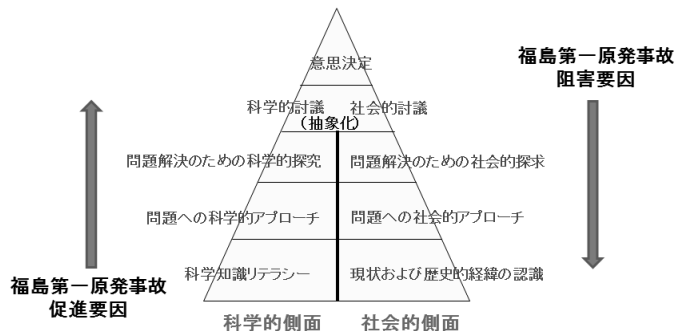 意思決定
福島第一原発事故
阻害要因
科学的討議 社会的討議
(抽象化)
問題解決のための科学的探究 問題解決のための社会的探求
問題への科学的アプローチ 問題への社会的アプローチ
科学知識リテラシー 現状および歴史的経緯の認識
福島第一原発事故
促進要因
科学的側面 社会的側面